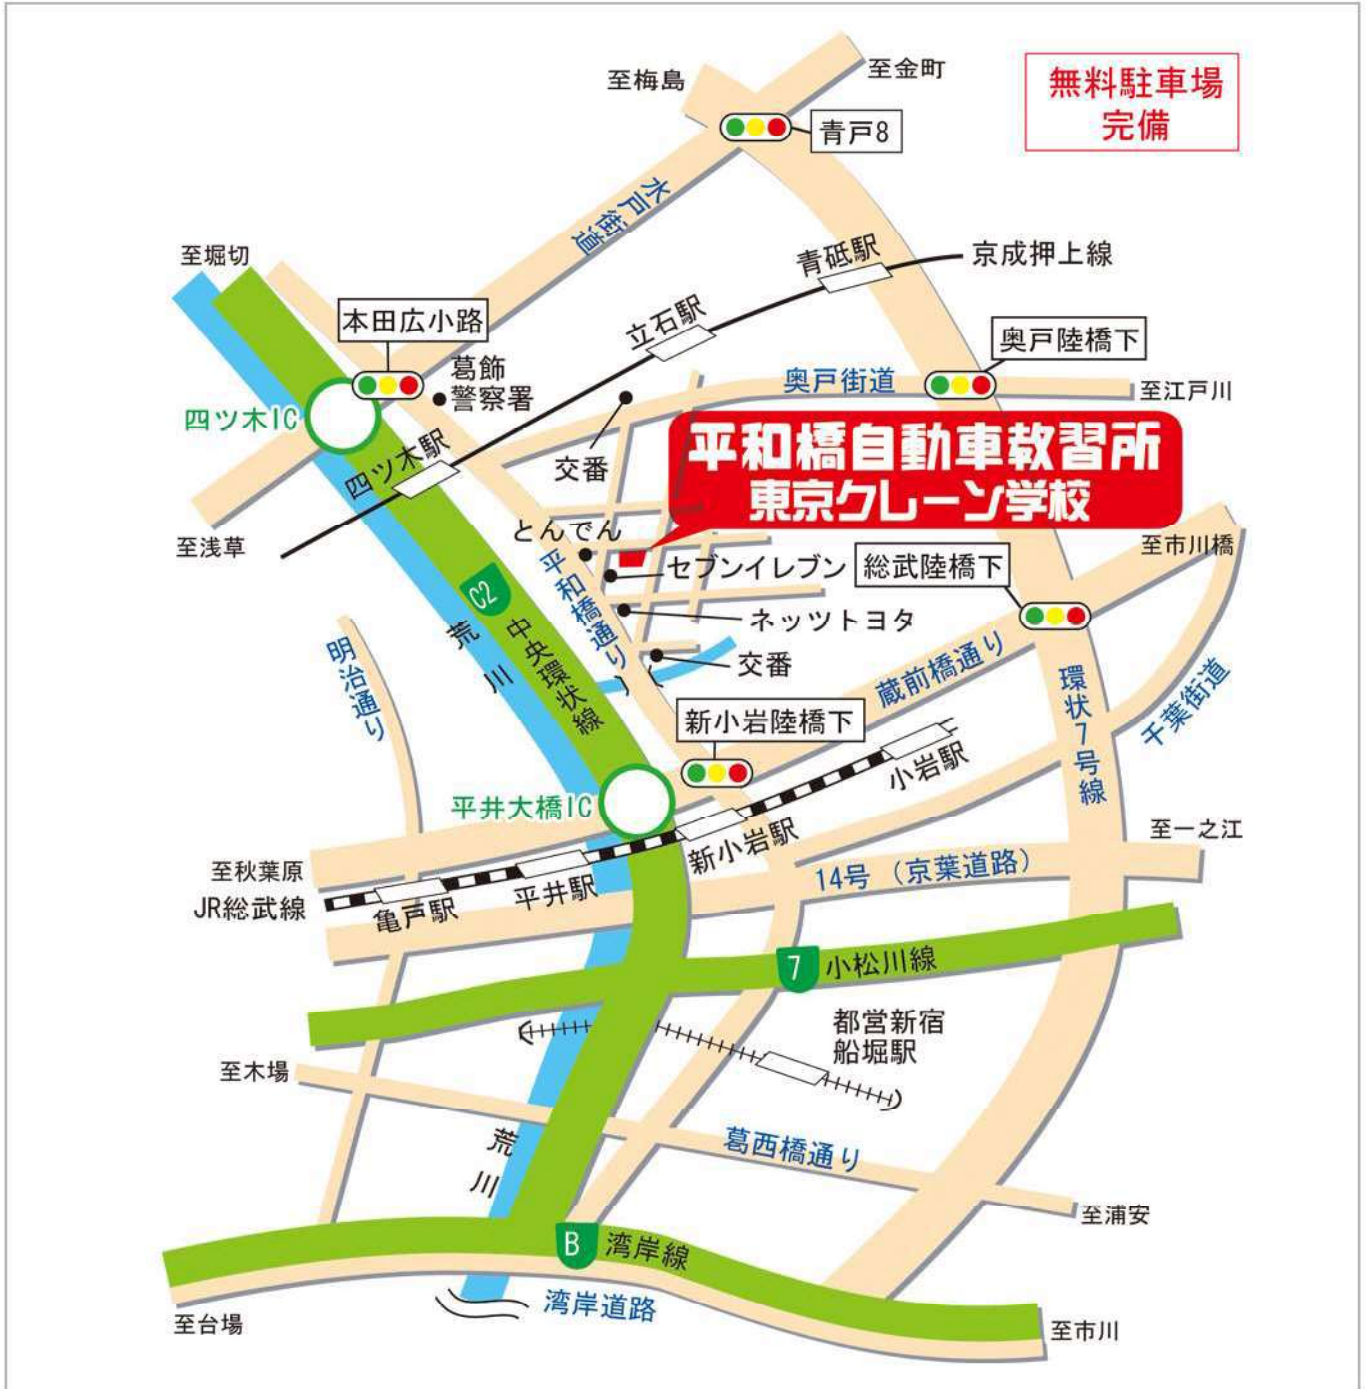 至梅島
至金町
無料駐車場
完備
青戸8
水戸街道
至堀切
青砥駅
京成押上線
本田広小路
立石駅
奥戸陸橋下
葛飾
警察署
奥戸街道
至江戸川
四ツ木IC
四ツ木駅
交番
平和橋自動車教習所
東京クレーン学校
とんでん
至浅草
至市川橋
平和橋通り
セブンイレブン
総武陸橋下
C2
ネッツトヨタ
荒川
中央環状線
明治通り
交番
蔵前橋通り
環状7号線
千葉街道
新小岩陸橋下
小岩駅
平井大橋IC
新小岩駅
至一之江
至秋葉原
14号（京葉道路）
JR総武線
亀戸駅
平井駅
7
小松川線
都営新宿
船堀駅
至木場
荒川
葛西橋通り
至浦安
B
湾岸線
湾岸道路
至台場
至市川